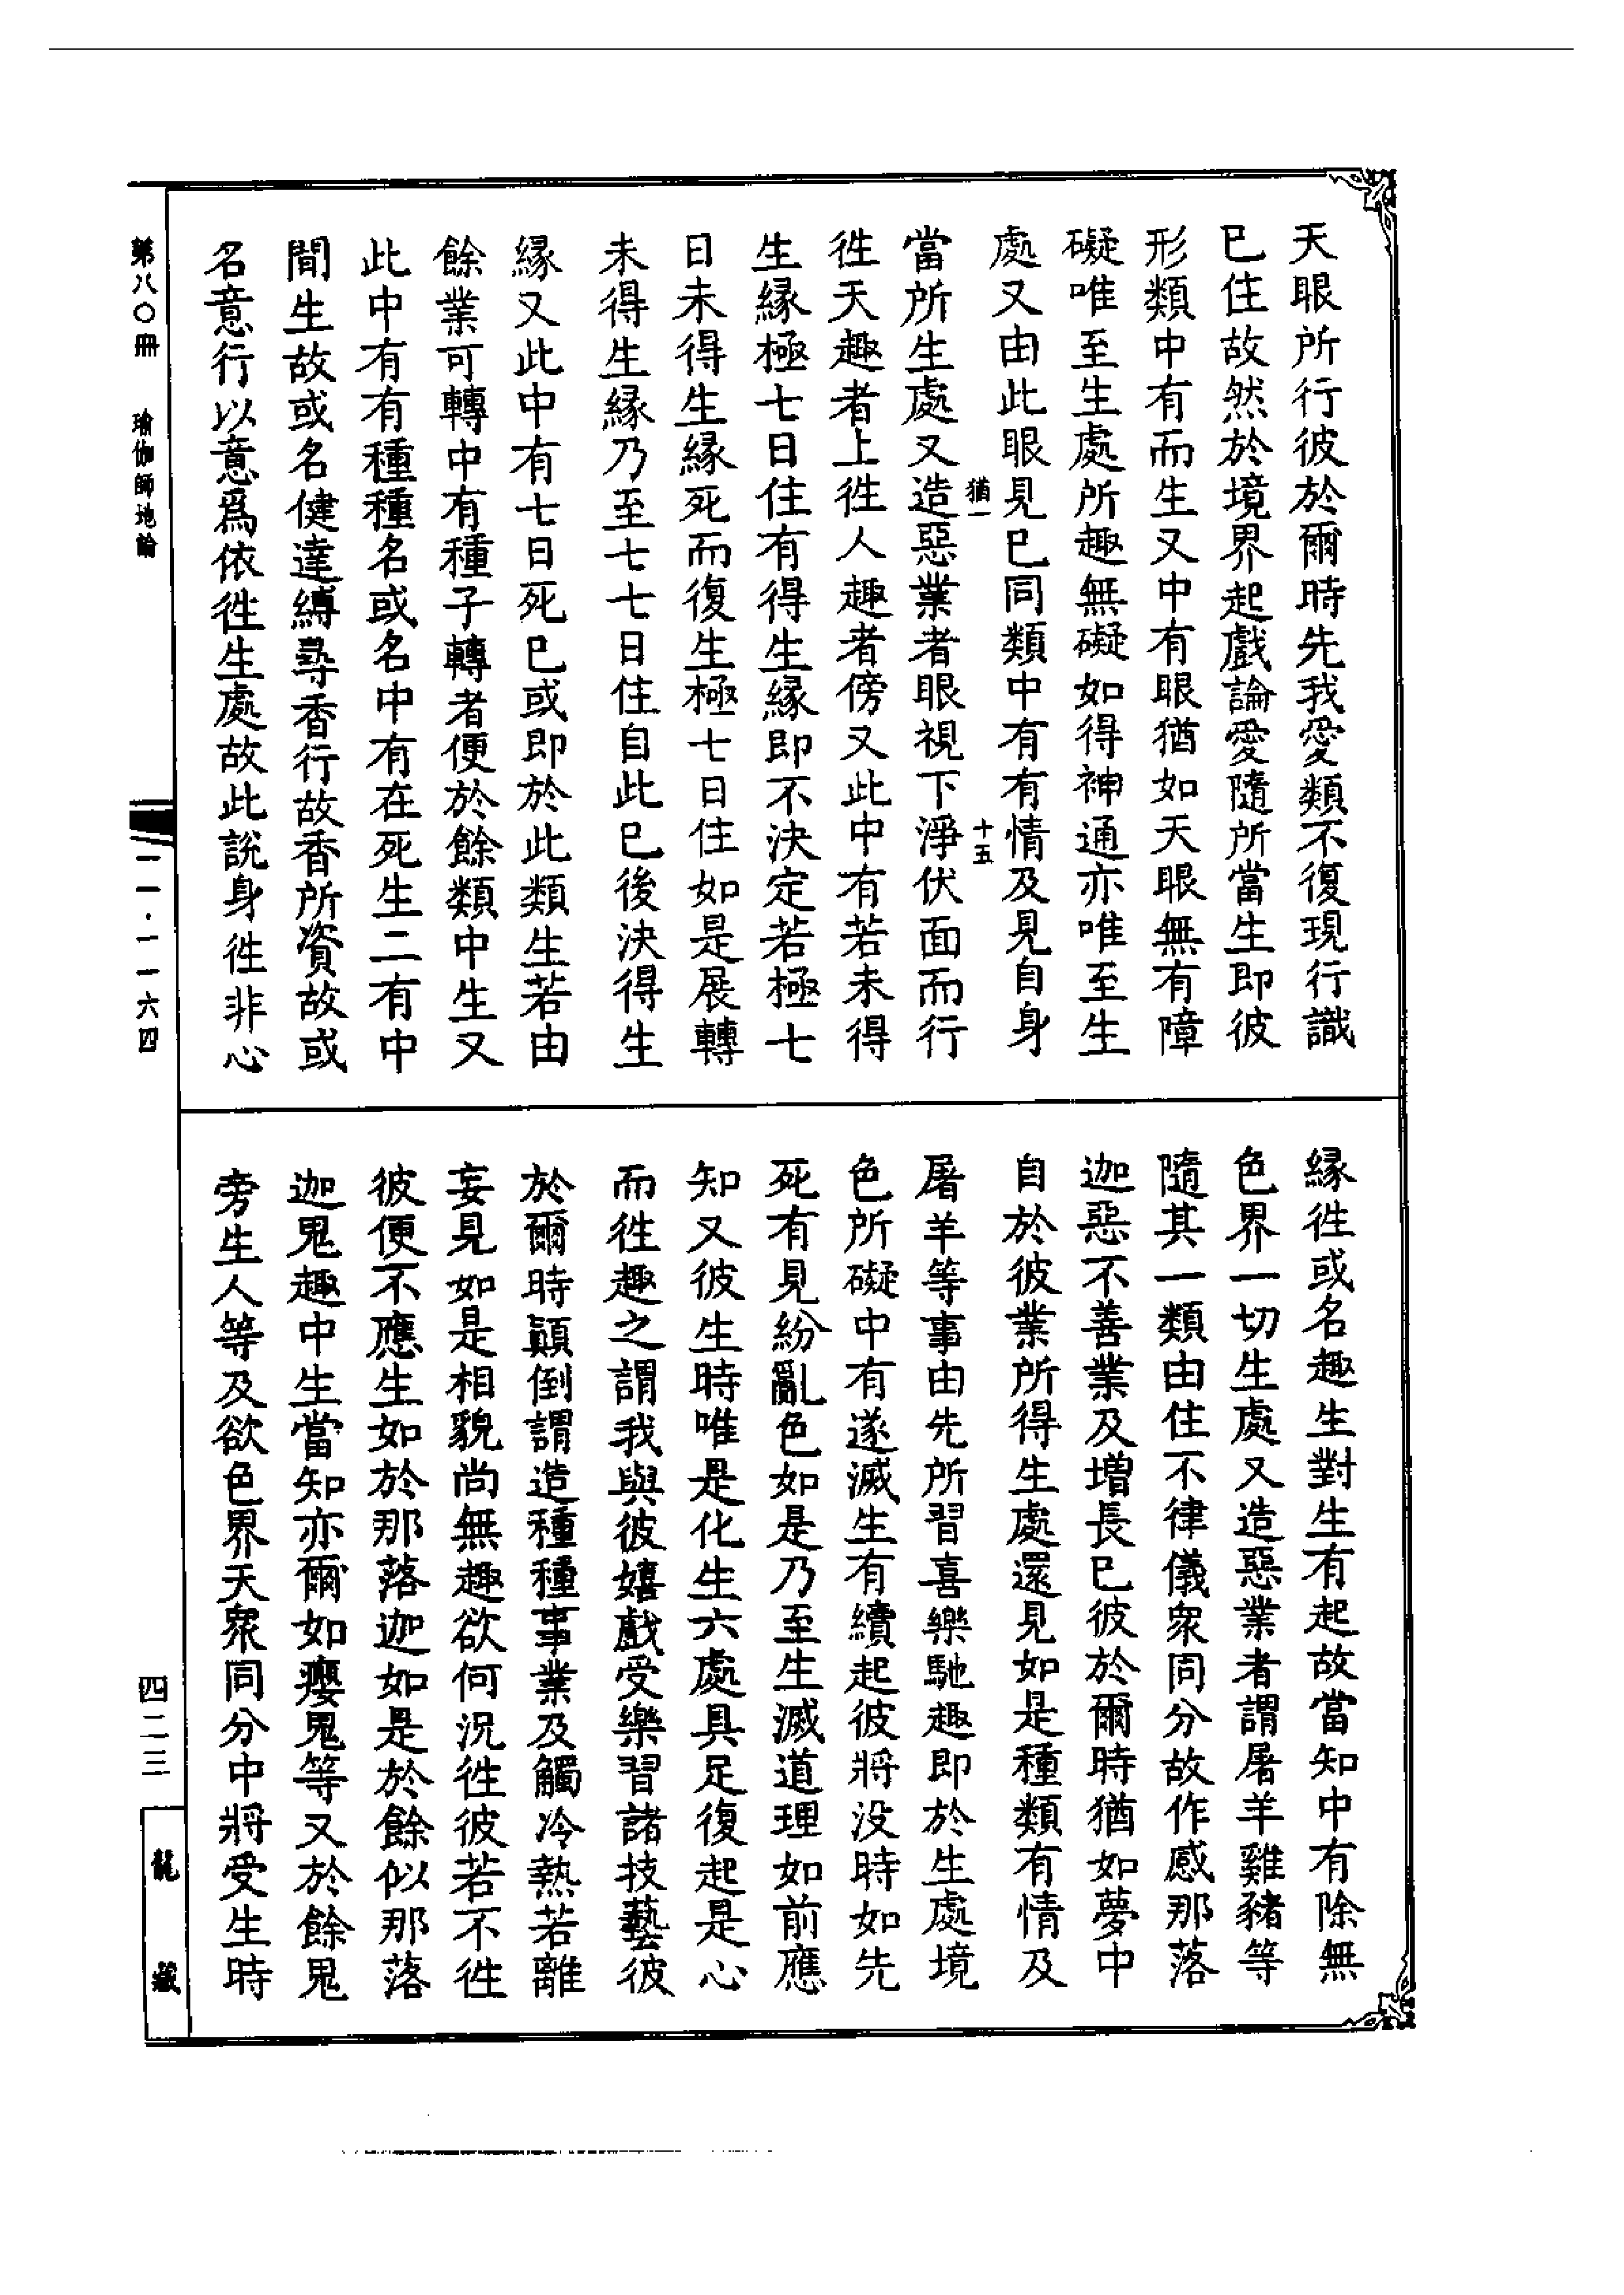 天眼所行彼於爾時先我愛類不復現行識
已住故然於境界起戲論愛隨所當生即彼
形類中有而生又中有眼猶如天眼無有障
礙唯至生處所趣無礙如得神通亦唯至生
處又由此眼見已同類中有有情及見自身
猶一 十五
當所生處又造惡業者眼視下淨伏面而行
徃天趣者上徃人趣者傍又此中有若未得
生緣極七日住有得生緣即不決定若極七
日未得生緣死而復生極七日住如是展轉
未得生緣乃至七七日住自此已後決得生
緣又此中有七日死已或即於此類生若由
餘業可轉中有種子轉者便於餘類中生又
此中有有種種名或名中有在死生二有中
間生故或名健達縛尋香行故香所資故或
名意行以意爲依徃生處故此說身徃非心
緣徃或名趣生對生有起故當知中有除無
色界一切生處又造惡業者謂屠羊雞豬等
隨其一類由住不律儀衆同分故作感那落
迦惡不善業及增長已彼於爾時猶如夢中
自於彼業所得生處還見如是種類有情及
屠羊等事由先所習喜樂馳趣即於生處境
色所礙中有遂滅生有續起彼將没時如先
死有見紛亂色如是乃至生滅道理如前應
知又彼生時唯是化生六處具足復起是心
而徃趣之謂我與彼嬉戲受樂習諸技藝彼
於爾時顛倒謂造種種事業及觸冷熱若離
妄見如是相貌尚無趣欲何況徃彼若不徃
彼便不應生如於那落迦如是於餘似那落
迦鬼趣中生當知亦爾如癭鬼等又於餘鬼
旁生人等及欲色界天衆同分中將受生時
第八〇冊 瑜伽師地論
一一·一一六四
四二三
龍藏